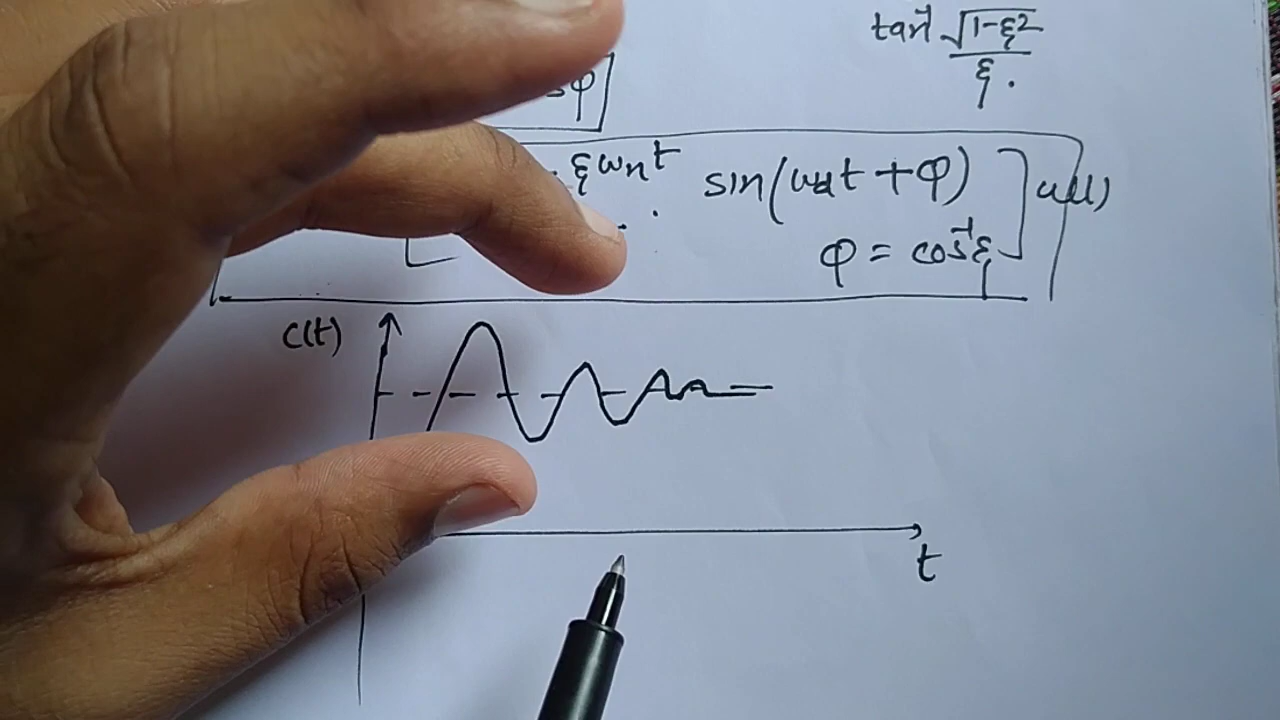 tan⁻¹ √1-ξ²
ξ
φ
ξωnt sin(ωdt + φ)] u(t)
φ = cos⁻¹ξ
C(t)
t